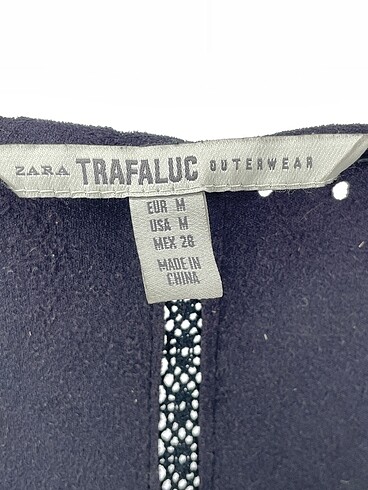 ZARA TRAFALUC OUTERWEAR
EUR M
USA M
MEX 28
MADE IN
CHINA